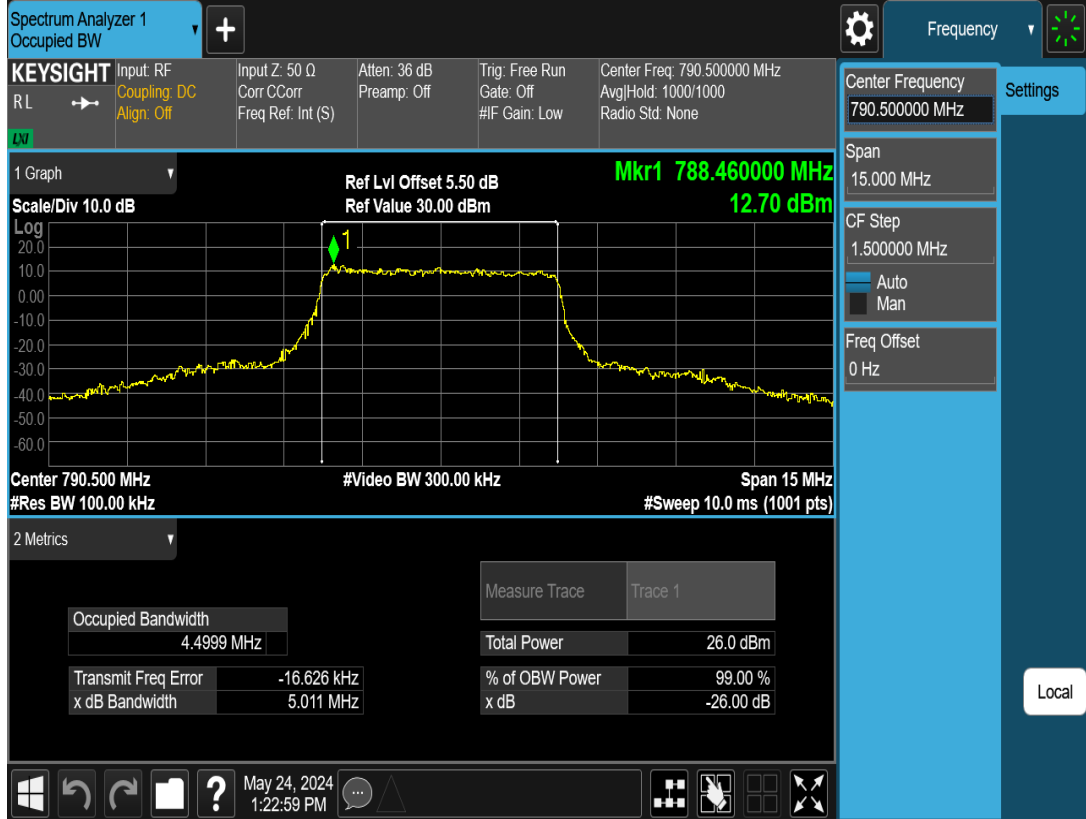 Spectrum Analyzer 1
Occupied BW
+
Frequency
KEYSIGHT
R L
LXI
Input: RF
Coupling: DC
Align: Off
Input Z: 50 Ω
Corr CCorr
Freq Ref: Int (S)
Atten: 36 dB
Preamp: Off
Trig: Free Run
Gate: Off
#IF Gain: Low
Center Freq: 790.500000 MHz
Avg|Hold: 1000/1000
Radio Std: None
Center Frequency
790.500000 MHz
Settings
Span
15.000 MHz
CF Step
1.500000 MHz
Auto
Man
Freq Offset
0 Hz
Local
1 Graph
Scale/Div 10.0 dB
Ref Lvl Offset 5.50 dB
Ref Value 30.00 dBm
Mkr1 788.460000 MHz
12.70 dBm
Log
1
20.0
10.0
0.00
-10.0
-20.0
-30.0
-40.0
-50.0
-60.0
Center 790.500 MHz
#Video BW 300.00 kHz
Span 15 MHz
#Res BW 100.00 kHz
#Sweep 10.0 ms (1001 pts)
2 Metrics
Measure Trace Trace 1
Occupied Bandwidth
4.4999 MHz
Total Power 26.0 dBm
Transmit Freq Error -16.626 kHz
% of OBW Power 99.00 %
x dB Bandwidth 5.011 MHz
x dB -26.00 dB
?
May 24, 2024
1:22:59 PM